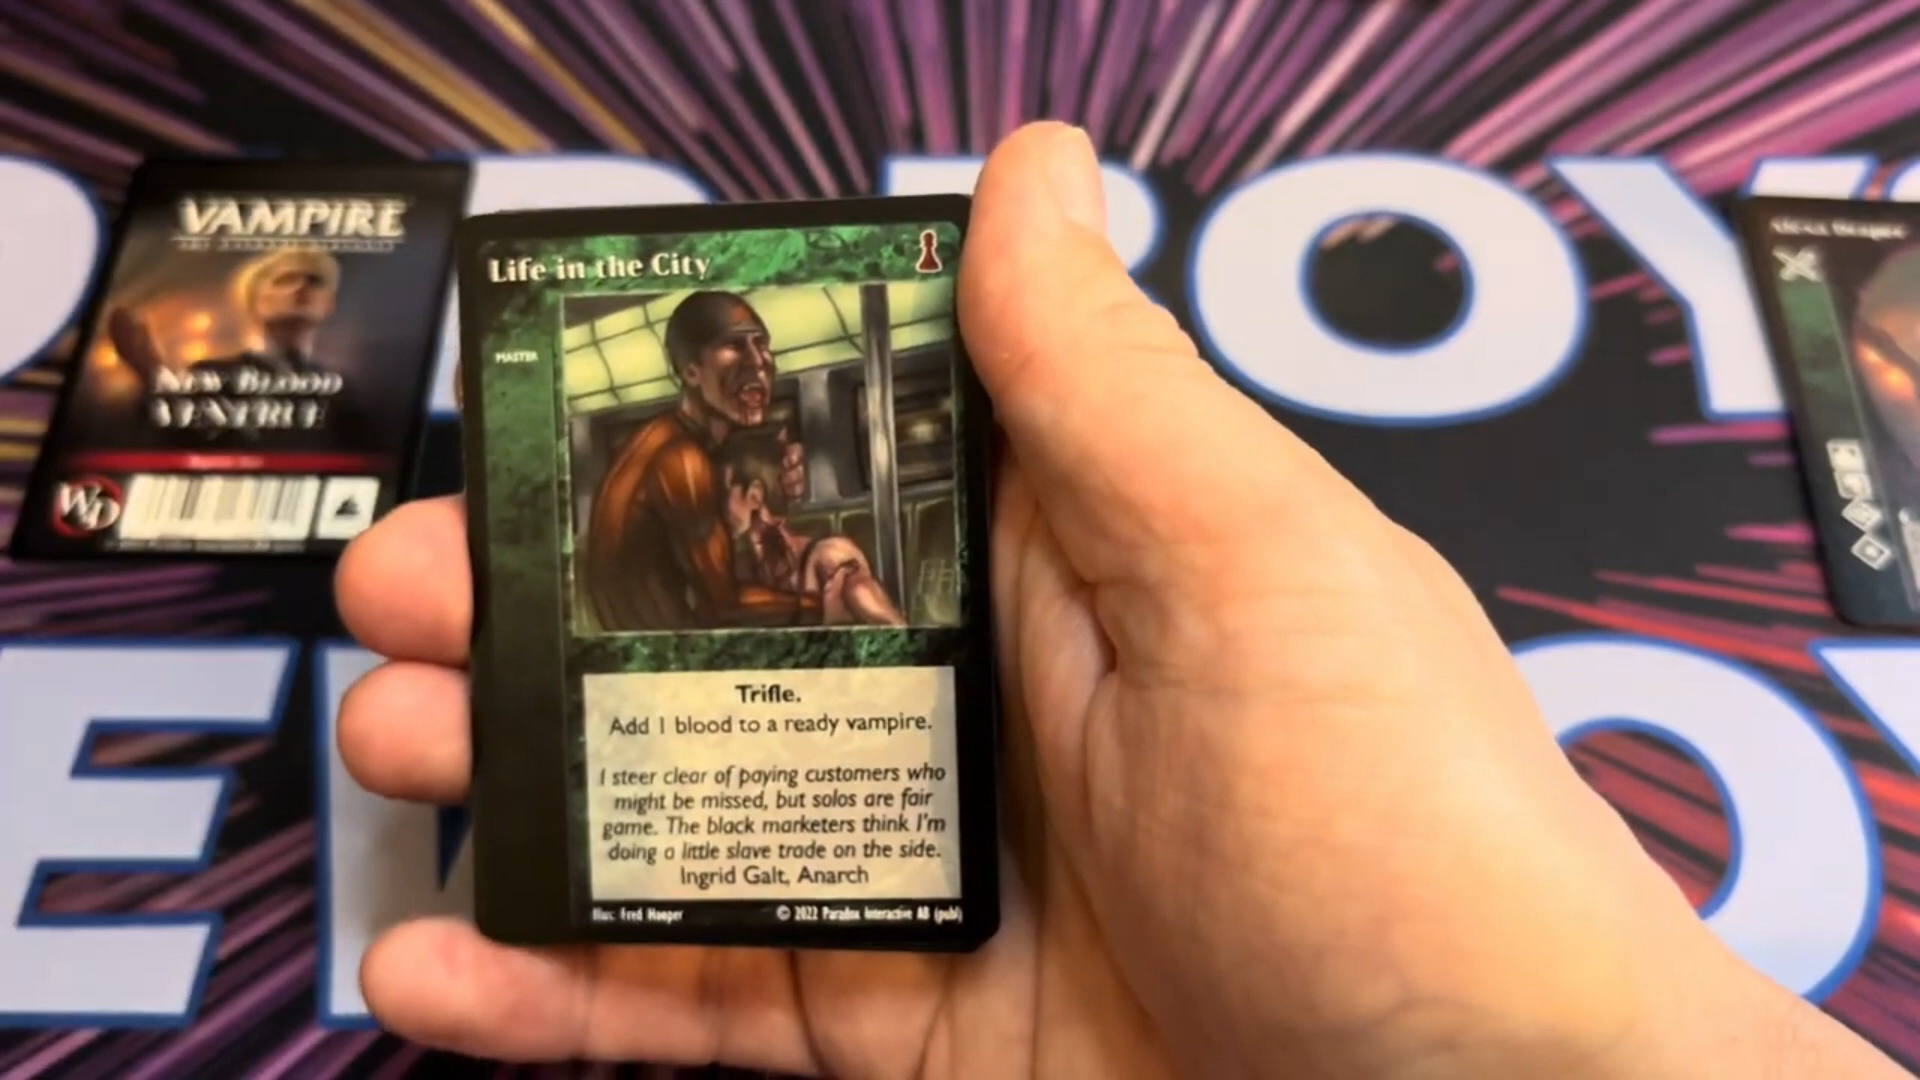 VAMPIRE
NEW BLOOD
VENTRUE
Life in the City
MASTER
Trifle.
Add 1 blood to a ready vampire.
I steer clear of paying customers who
might be missed, but solos are fair
game. The black marketers think I'm
doing a little slave trade on the side.
Ingrid Galt, Anarch
Illus: Fred Hooper
© 2022 Paradox Interactive AB (publ)